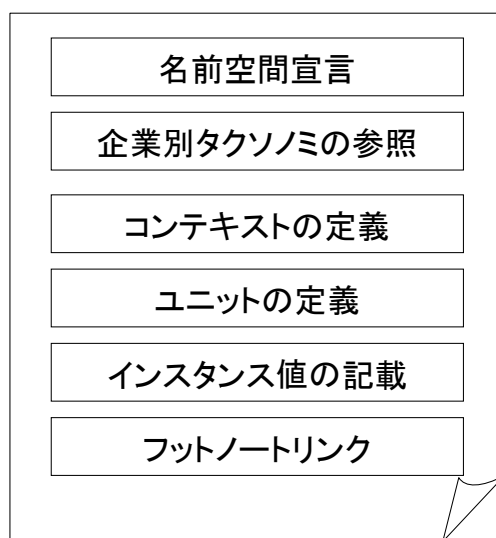 名前空間宣言
企業別タクソノミの参照
コンテキストの定義
ユニットの定義
インスタンス値の記載
フットノートリンク